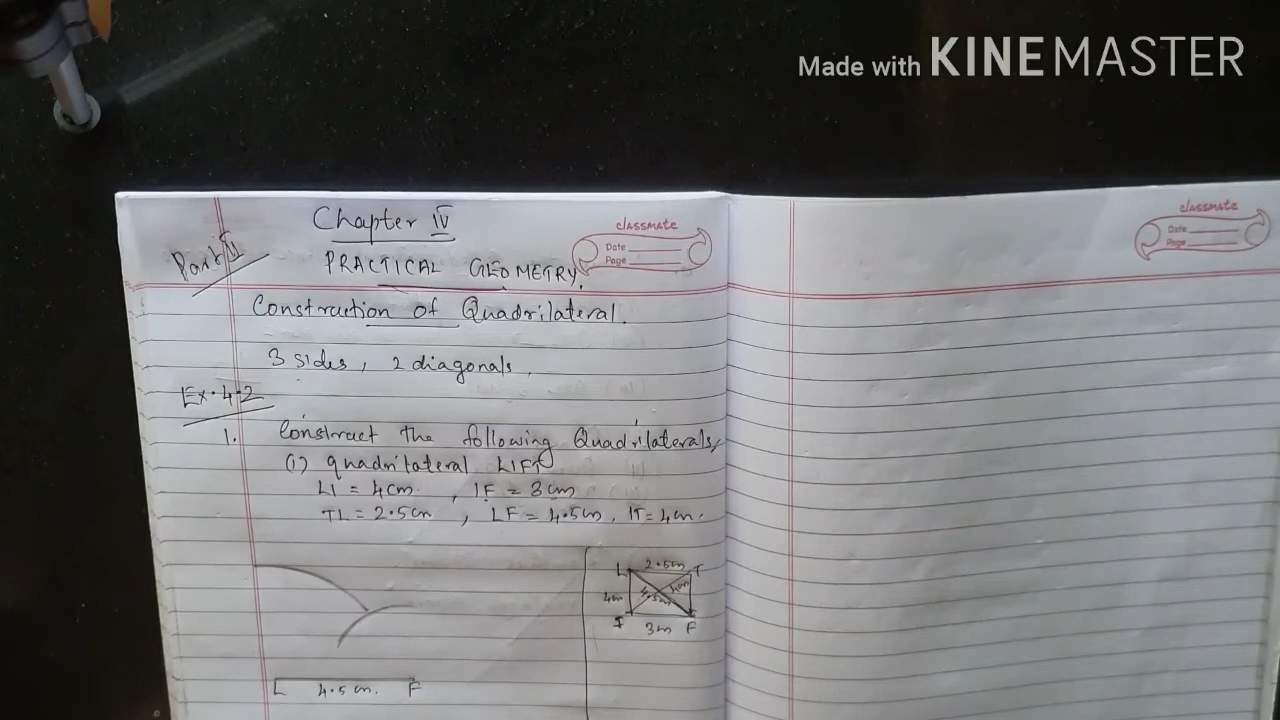 Made with KINEMASTER
Chapter IV
CLASSMATE
Date
Page
CLASSMATE
Date
Page
Part II
PRACTICAL GEOMETRY.
Construction of Quadrilateral.
3 sides, 2 diagonals.
Ex. 4.2
1. Construct the following Quadrilaterals,
(i) quadrilateral LIFT
LI = 4cm, IF = 3cm
TL = 2.5cm, LF = 4.5cm, IT = 4cm.
L 2.5cm T
4cm 4.5cm 4cm
I 3cm F
L 4.5cm. F